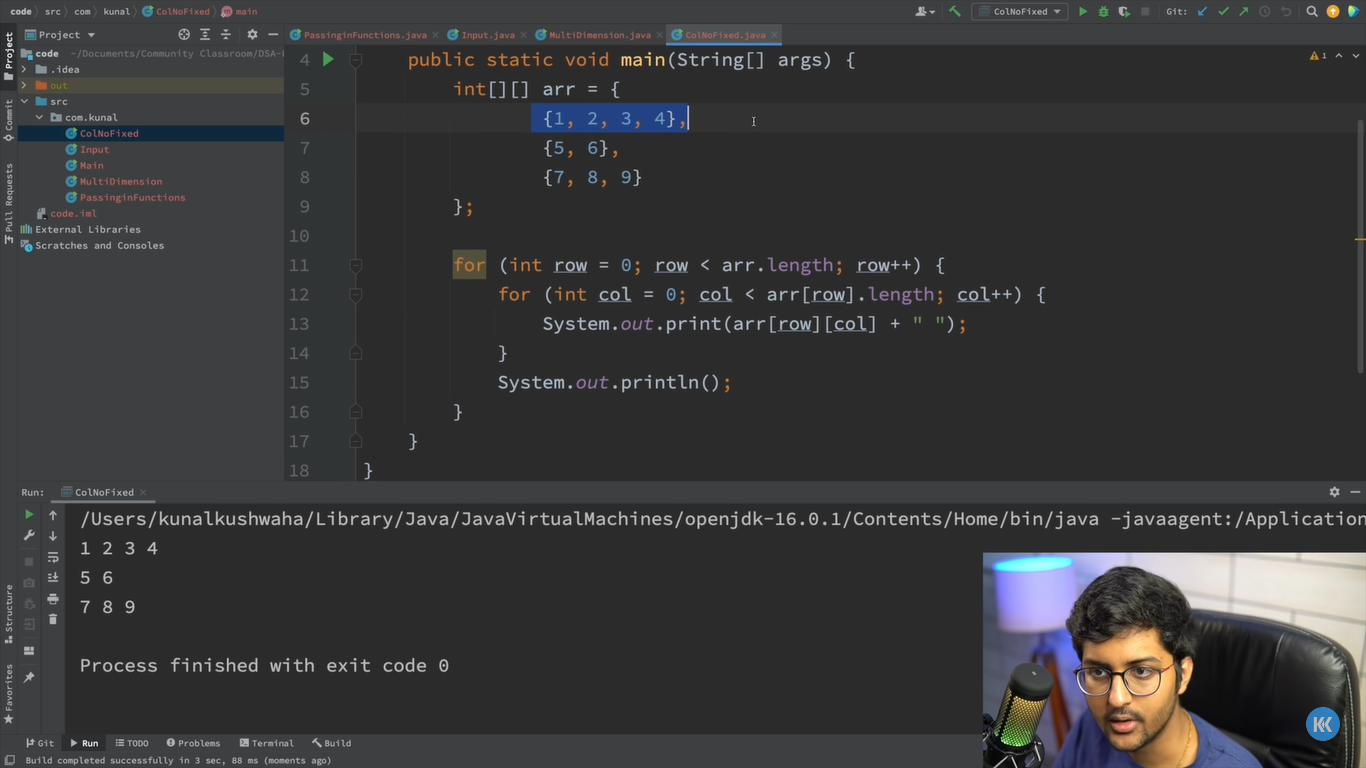 code › src › com › kunal › ColNoFixed › main
ColNoFixed
Git:
Project
PassinginFunctions.java
Input.java
MultiDimension.java
ColNoFixed.java
code ~/Documents/Community Classroom/DSA-
.idea
out
src
com.kunal
ColNoFixed
Input
Main
MultiDimension
PassinginFunctions
code.iml
External Libraries
Scratches and Consoles
Project
Commit
Pull Requests
Structure
Favorites
1
4 public static void main(String[] args) {
5 int[][] arr = {
6 {1, 2, 3, 4},
7 {5, 6},
8 {7, 8, 9}
9 };
10
11 for (int row = 0; row < arr.length; row++) {
12 for (int col = 0; col < arr[row].length; col++) {
13 System.out.print(arr[row][col] + " ");
14 }
15 System.out.println();
16 }
17 }
18 }
Run: ColNoFixed
/Users/kunalkushwaha/Library/Java/JavaVirtualMachines/openjdk-16.0.1/Contents/Home/bin/java -javaagent:/Application
1 2 3 4
5 6
7 8 9
Process finished with exit code 0
Git
Run
TODO
Problems
Terminal
Build
Build completed successfully in 3 sec, 88 ms (moments ago)